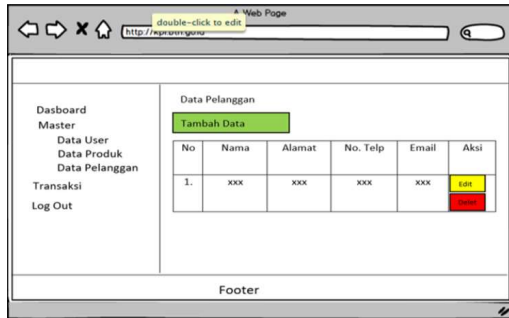 A Web Page
double-click to edit
http://
Data Pelanggan
Tambah Data
Dasboard
Master
Data User
Data Produk
Data Pelanggan
Transaksi
Log Out
No Nama Alamat No. Telp Email Aksi
1. xxx xxx xxx xxx Edit
Footer